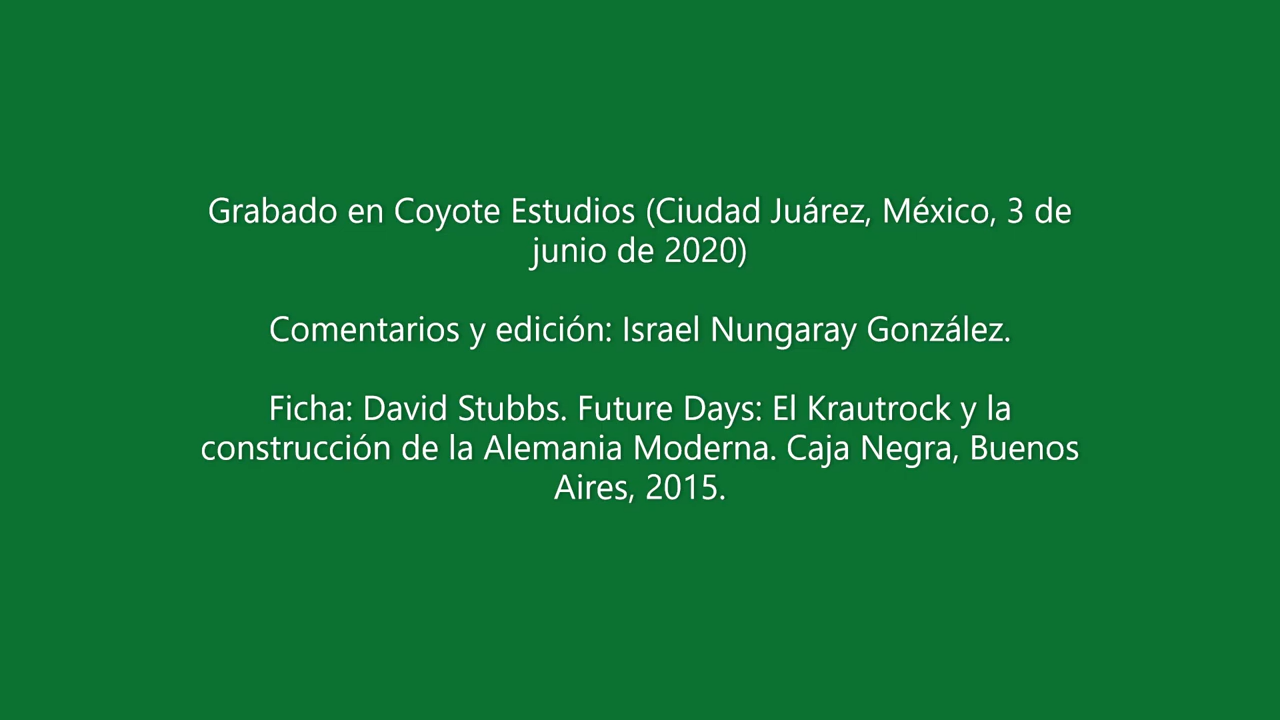 Grabado en Coyote Estudios (Ciudad Juárez, México, 3 de
junio de 2020)
Comentarios y edición: Israel Nungaray González.
Ficha: David Stubbs. Future Days: El Krautrock y la
construcción de la Alemania Moderna. Caja Negra, Buenos
Aires, 2015.